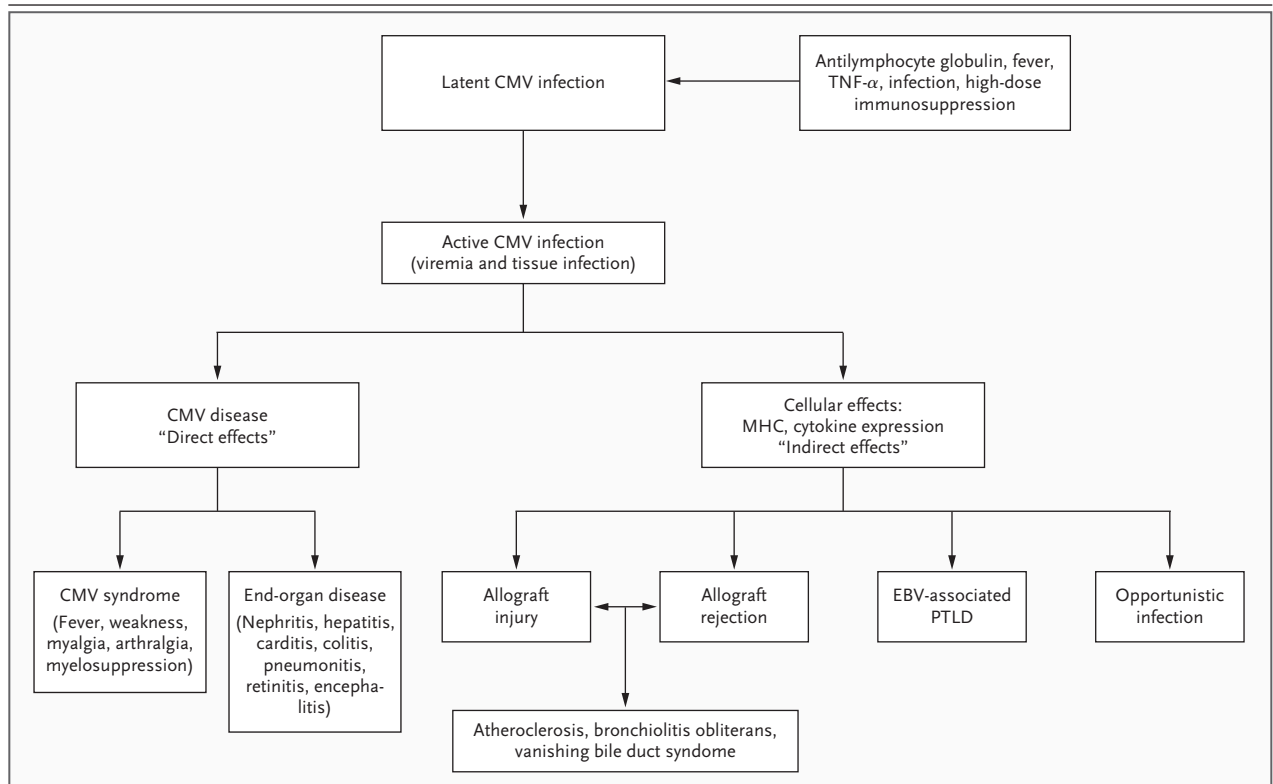 Latent CMV infection
Antilymphocyte globulin, fever,
TNF-α, infection, high-dose
immunosuppression
Active CMV infection
(viremia and tissue infection)
CMV disease
“Direct effects”
Cellular effects:
MHC, cytokine expression
“Indirect effects”
CMV syndrome
(Fever, weakness,
myalgia, arthralgia,
myelosuppression)
End-organ disease
(Nephritis, hepatitis,
carditis, colitis,
pneumonitis,
retinitis, encepha-
litis)
Allograft
injury
Allograft
rejection
EBV-associated
PTLD
Opportunistic
infection
Atheroclerosis, bronchiolitis obliterans,
vanishing bile duct syndome